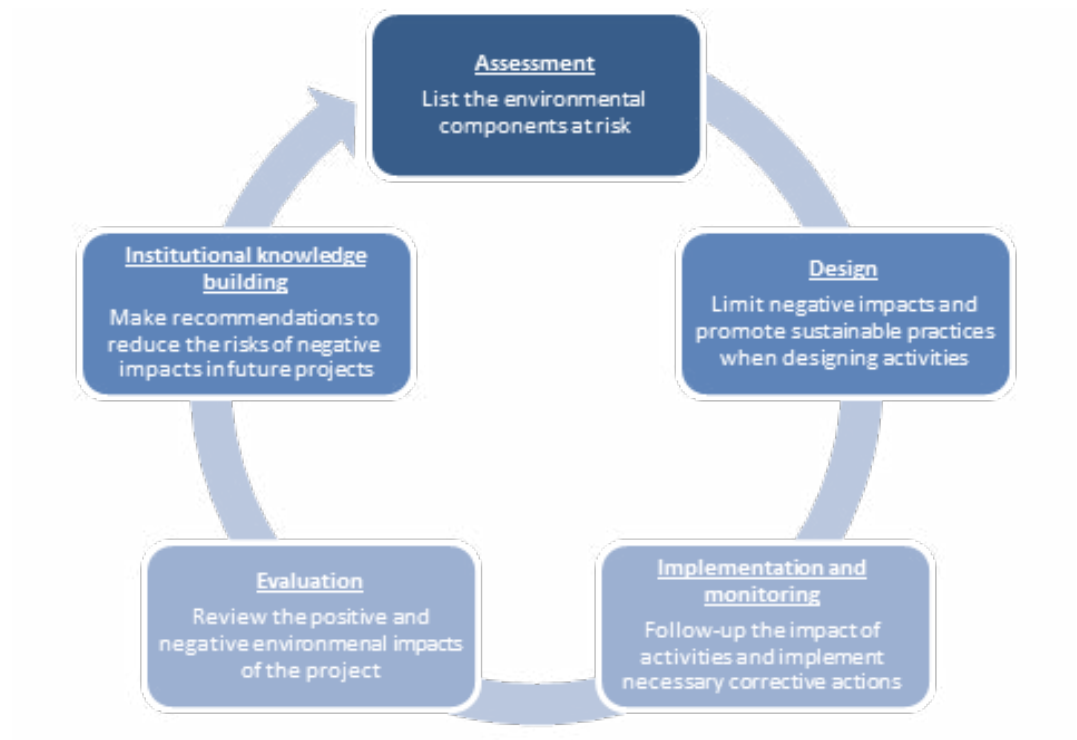 Assessment
List the environmental
components at risk
Design
Limit negative impacts and
promote sustainable practices
when designing activities
Implementation and
monitoring
Follow-up the impact of
activities and implement
necessary corrective actions
Evaluation
Review the positive and
negative environmenal impacts
of the project
Institutional knowledge
building
Make recommendations to
reduce the risks of negative
impacts in future projects